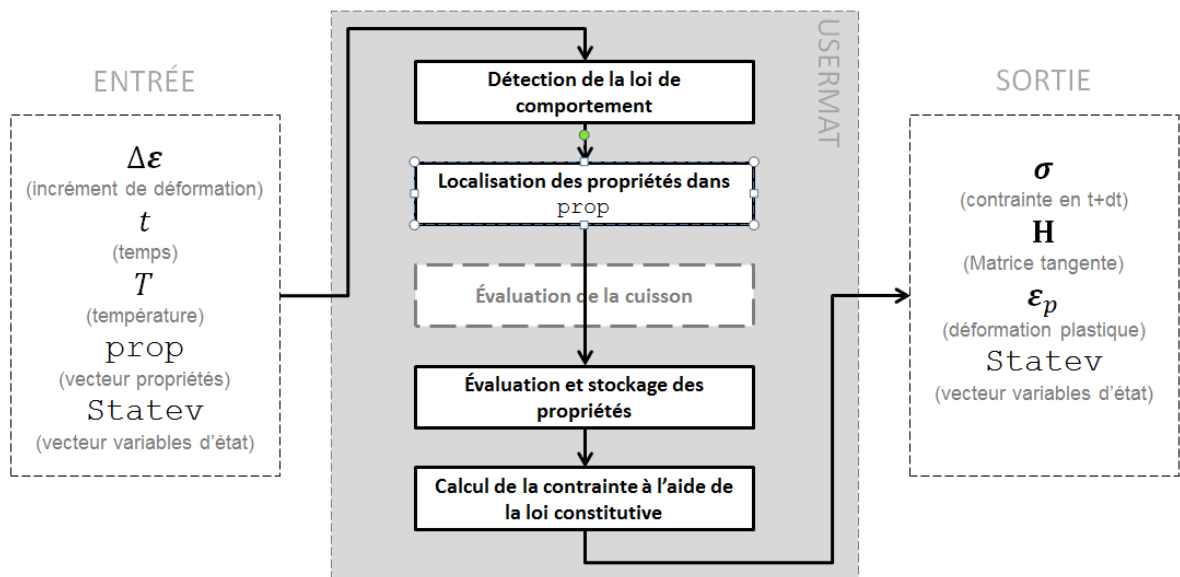 ENTRÉE
Δε
(incrément de déformation)
t
(temps)
T
(température)
prop
(vecteur propriétés)
Statev
(vecteur variables d'état)
USERMAT
Détection de la loi de
comportement
Localisation des propriétés dans
prop
Évaluation de la cuisson
Évaluation et stockage des
propriétés
Calcul de la contrainte à l'aide de
la loi constitutive
SORTIE
σ
(contrainte en t+dt)
H
(Matrice tangente)
εp
(déformation plastique)
Statev
(vecteur variables d'état)